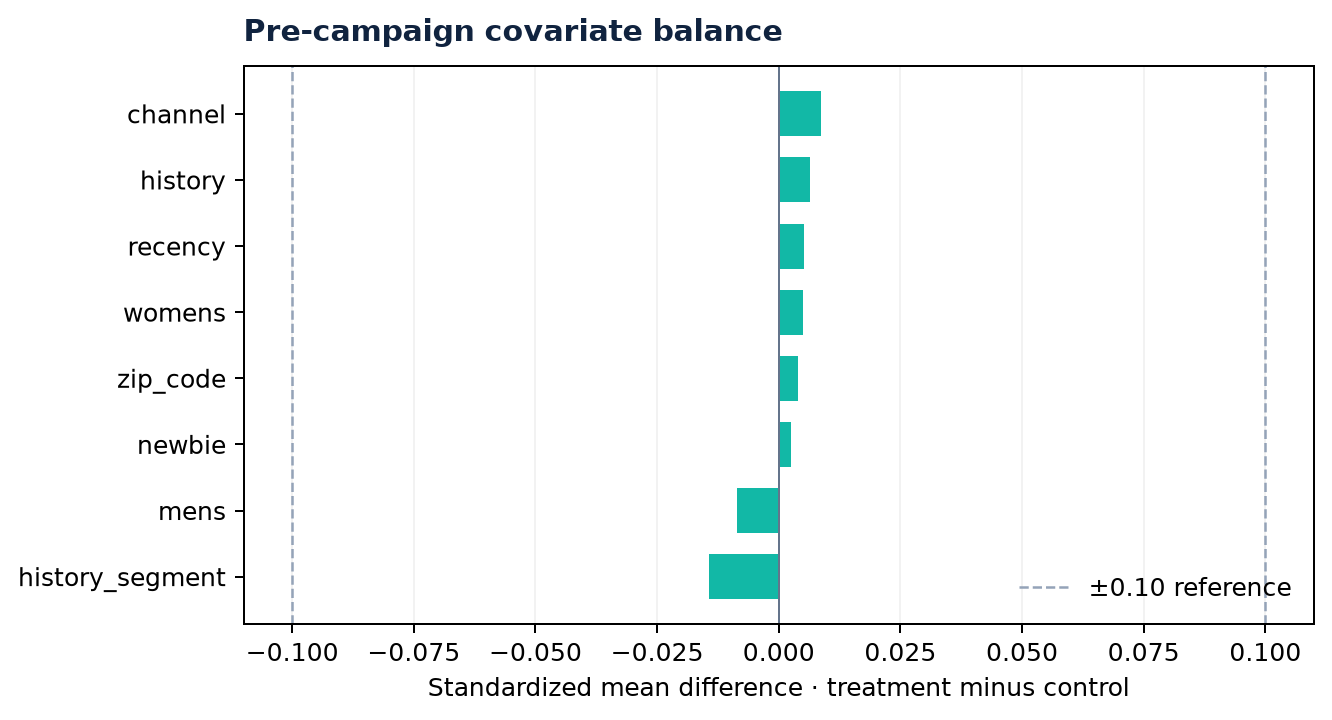 Pre-campaign covariate balance
channel
history
recency
womens
zip_code
newbie
mens
history_segment
±0.10 reference
−0.100 −0.075 −0.050 −0.025 0.000 0.025 0.050 0.075 0.100
Standardized mean difference · treatment minus control